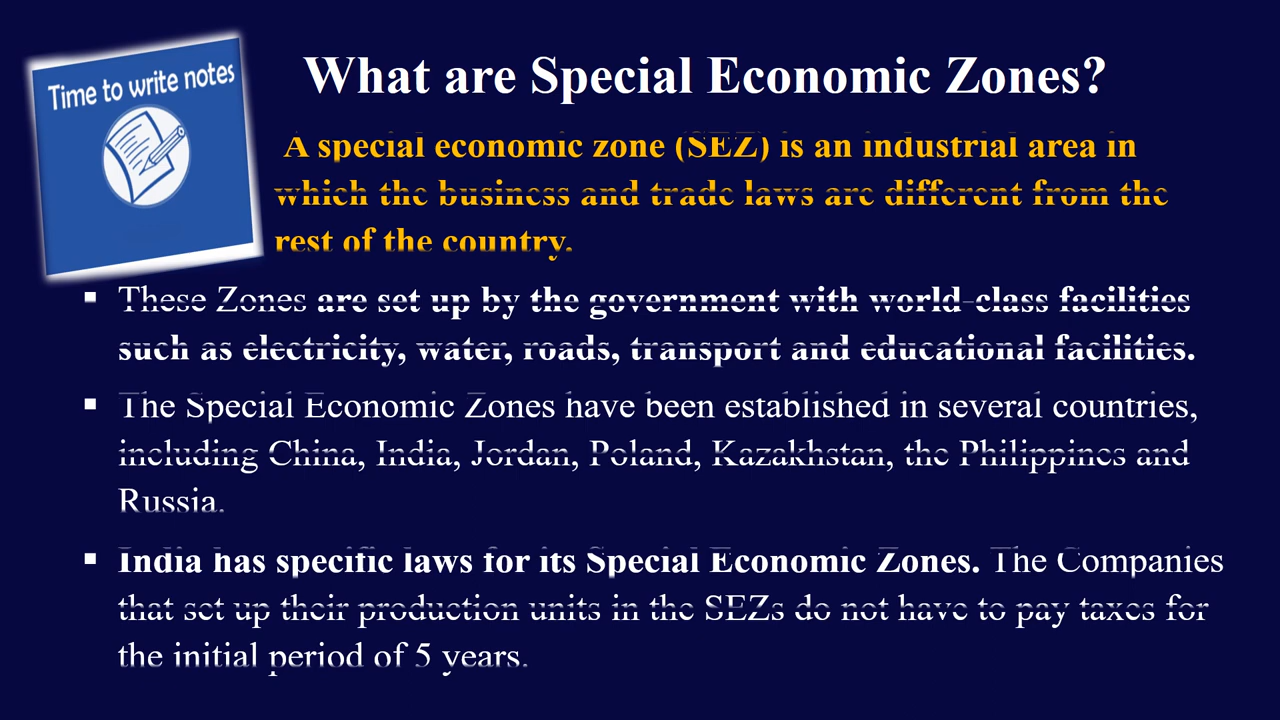 Time to write notes
What are Special Economic Zones?
A special economic zone (SEZ) is an industrial area in
which the business and trade laws are different from the
rest of the country.
▪ These Zones are set up by the government with world-class facilities
such as electricity, water, roads, transport and educational facilities.
▪ The Special Economic Zones have been established in several countries,
including China, India, Jordan, Poland, Kazakhstan, the Philippines and
Russia.
▪ India has specific laws for its Special Economic Zones. The Companies
that set up their production units in the SEZs do not have to pay taxes for
the initial period of 5 years.